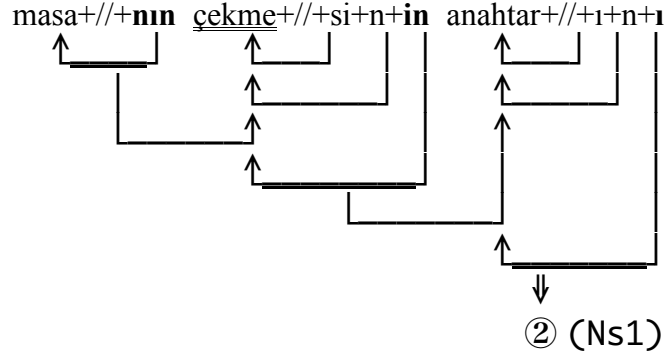 masa+//+nın çekme+//+si+n+in anahtar+//+ı+n+ı
② (Ns1)